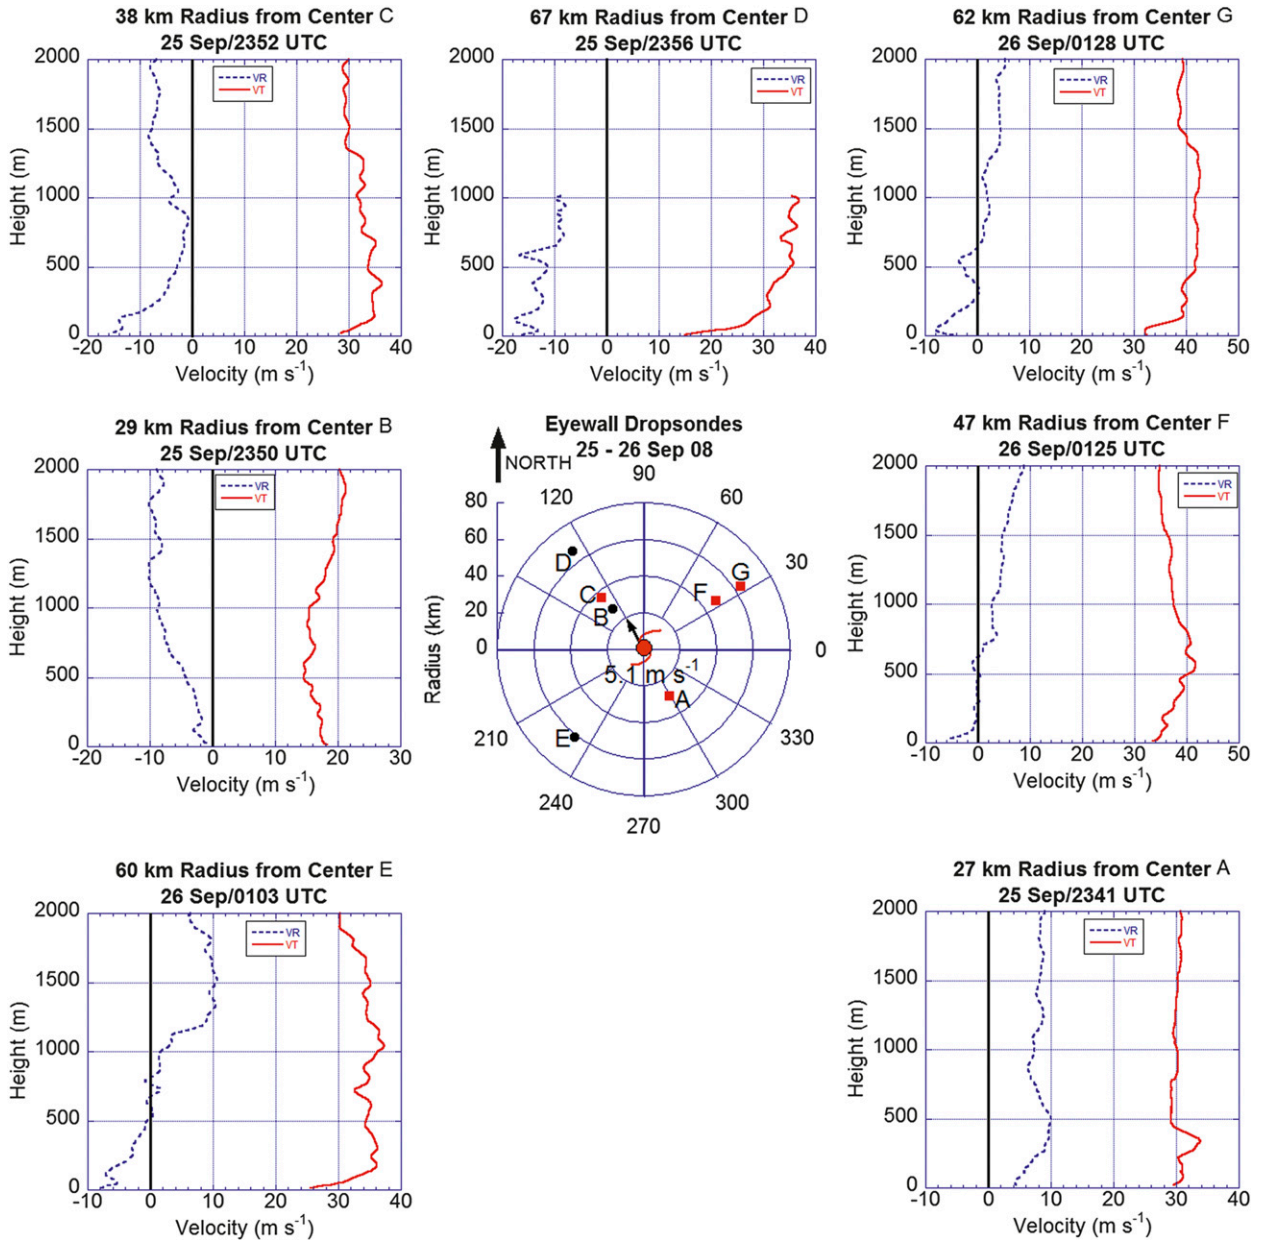 38 km Radius from Center C
25 Sep/2352 UTC
2000
1500
1000
500
0
Height (m)
VR
VT
-20 -10 0 10 20 30 40
Velocity (m s-1)
67 km Radius from Center D
25 Sep/2356 UTC
2000
1500
1000
500
0
Height (m)
VR
VT
-20 -10 0 10 20 30 40
Velocity (m s-1)
62 km Radius from Center G
26 Sep/0128 UTC
2000
1500
1000
500
0
Height (m)
VR
VT
-10 0 10 20 30 40 50
Velocity (m s-1)
29 km Radius from Center B
25 Sep/2350 UTC
2000
1500
1000
500
0
Height (m)
VR
VT
-20 -10 0 10 20 30
Velocity (m s-1)
Eyewall Dropsondes
25 - 26 Sep 08
NORTH
90
120
60
80
60
40
20
0
Radius (km)
30
0
330
300
270
240
210
D
C
B
G
F
A
E
5.1 m s-1
47 km Radius from Center F
26 Sep/0125 UTC
2000
1500
1000
500
0
Height (m)
VR
VT
-10 0 10 20 30 40 50
Velocity (m s-1)
60 km Radius from Center E
26 Sep/0103 UTC
2000
1500
1000
500
0
Height (m)
VR
VT
-10 0 10 20 30 40
Velocity (m s-1)
27 km Radius from Center A
25 Sep/2341 UTC
2000
1500
1000
500
0
Height (m)
VR
VT
-10 0 10 20 30 40
Velocity (m s-1)